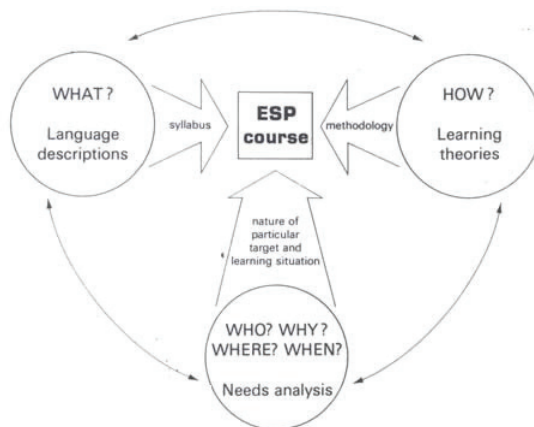 WHAT?
Language
descriptions
syllabus
ESP
course
methodology
HOW?
Learning
theories
nature of
particular
target and
learning situation
WHO? WHY?
WHERE? WHEN?
Needs analysis